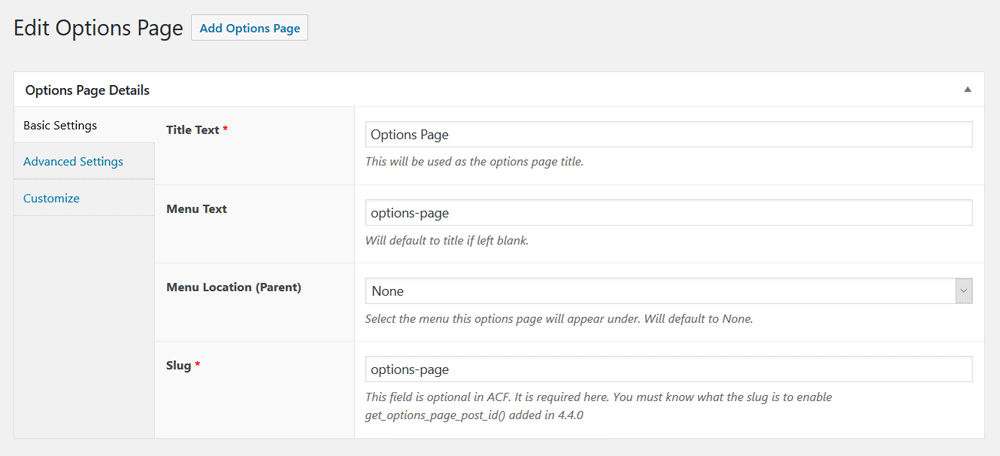 Edit Options Page
Add Options Page
Options Page Details
Basic Settings
Advanced Settings
Customize
Title Text *
Options Page
This will be used as the options page title.
Menu Text
options-page
Will default to title if left blank.
Menu Location (Parent)
None
Select the menu this options page will appear under. Will default to None.
Slug *
options-page
This field is optional in ACF. It is required here. You must know what the slug is to enable
get_options_page_post_id() added in 4.4.0